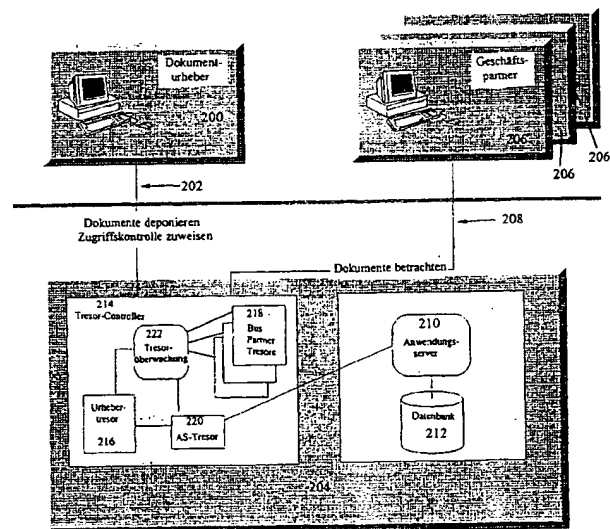 Dokument-
urheber
200
Geschäfts-
partner
206
206
206
202
208
Dokumente deponieren
Zugriffskontrolle zuweisen
Dokumente betrachten
214
Tresor-Controller
222
Tresor-
überwachung
218
Bus
Partner
Tresore
210
Anwendungs-
server
Urheber-
tresor
216
220
AS-Tresor
Datenbank
212
204